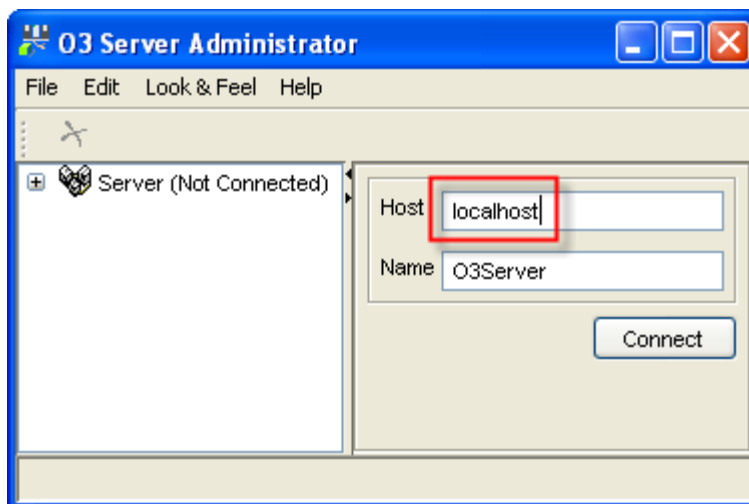 O3 Server Administrator
File Edit Look & Feel Help
Server (Not Connected)
Host localhost
Name O3Server
Connect